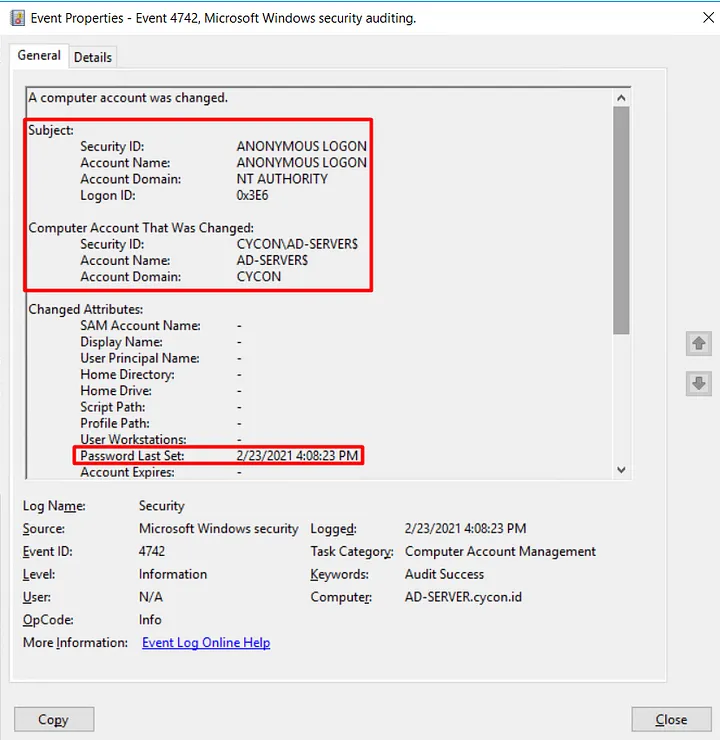 Event Properties - Event 4742, Microsoft Windows security auditing.
General Details
A computer account was changed.
Subject:
Security ID: ANONYMOUS LOGON
Account Name: ANONYMOUS LOGON
Account Domain: NT AUTHORITY
Logon ID: 0x3E6
Computer Account That Was Changed:
Security ID: CYCON\AD-SERVER$
Account Name: AD-SERVER$
Account Domain: CYCON
Changed Attributes:
SAM Account Name: -
Display Name: -
User Principal Name: -
Home Directory: -
Home Drive: -
Script Path: -
Profile Path: -
User Workstations: -
Password Last Set: 2/23/2021 4:08:23 PM
Account Expires: -
Log Name: Security
Source: Microsoft Windows security Logged: 2/23/2021 4:08:23 PM
Event ID: 4742 Task Category: Computer Account Management
Level: Information Keywords: Audit Success
User: N/A Computer: AD-SERVER.cycon.id
OpCode: Info
More Information: Event Log Online Help
Copy Close